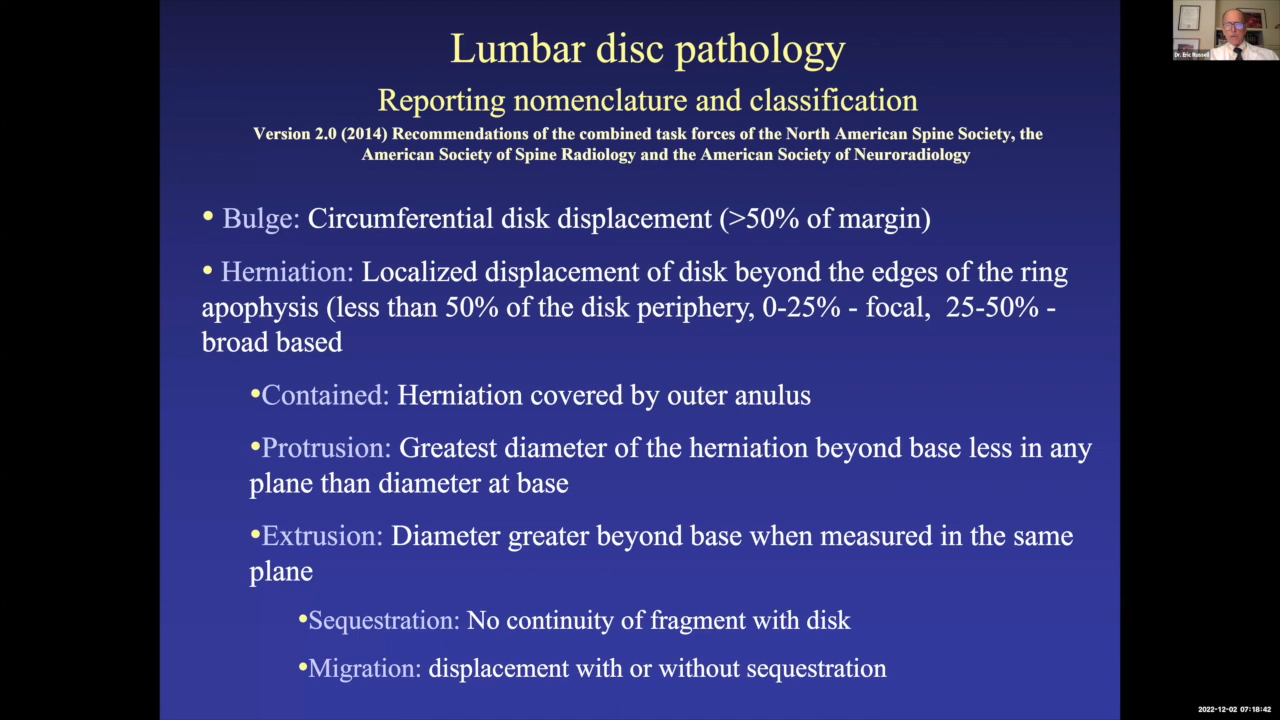 Lumbar disc pathology
Reporting nomenclature and classification
Version 2.0 (2014) Recommendations of the combined task forces of the North American Spine Society, the
American Society of Spine Radiology and the American Society of Neuroradiology
• Bulge: Circumferential disk displacement (>50% of margin)
• Herniation: Localized displacement of disk beyond the edges of the ring
apophysis (less than 50% of the disk periphery, 0-25% - focal,  25-50% -
broad based
•Contained: Herniation covered by outer anulus
•Protrusion: Greatest diameter of the herniation beyond base less in any
plane than diameter at base
•Extrusion: Diameter greater beyond base when measured in the same
plane
•Sequestration: No continuity of fragment with disk
•Migration: displacement with or without sequestration
Dr. Eric Russell
2022-12-02 07:18:42